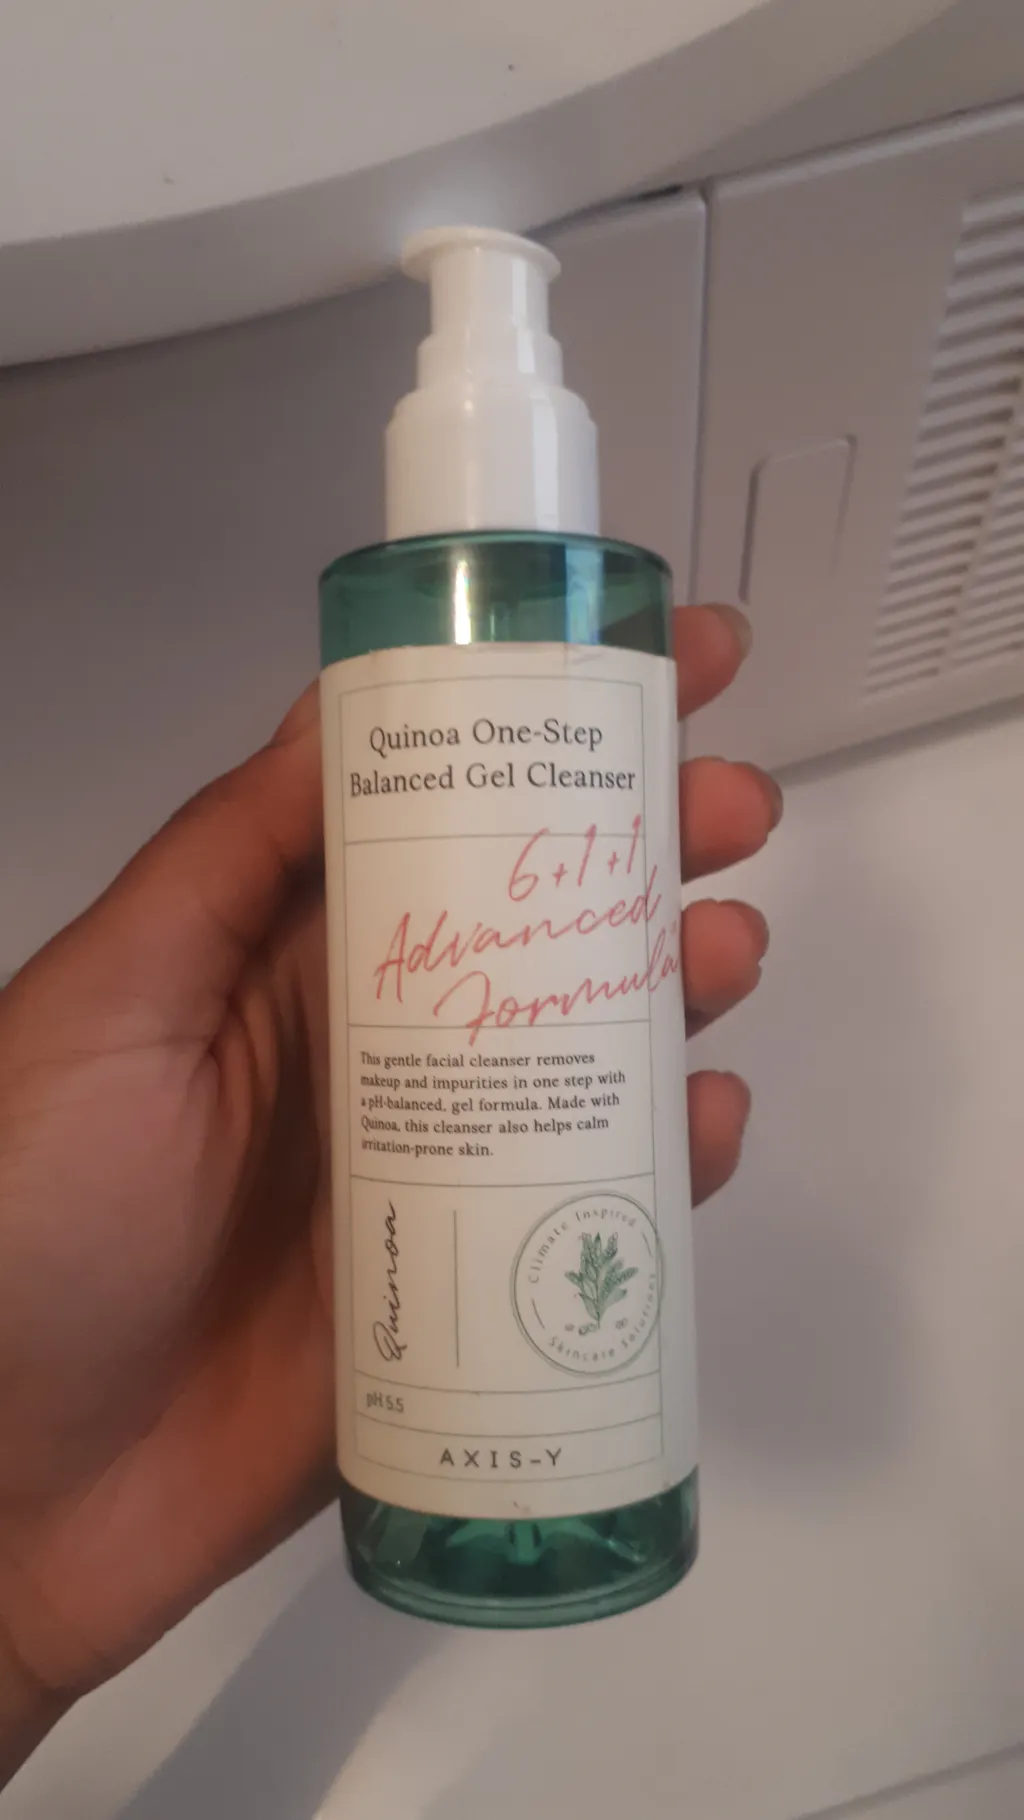 Quinoa One-Step
Balanced Gel Cleanser
6+1+1
Advanced
Formula
This gentle facial cleanser removes
makeup and impurities in one step with
a pH-balanced, gel formula. Made with
Quinoa, this cleanser also helps calm
irritation-prone skin.
Quinoa
Climate Inspired
Skincare Solutions
pH 5.5
AXIS-Y